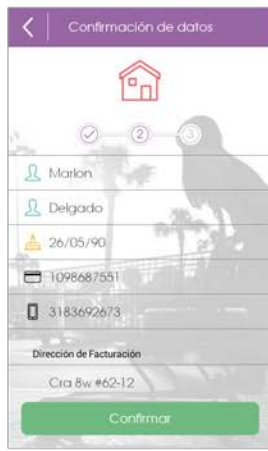 Confirmación de datos
2
3
Marlon
Delgado
26/05/90
1098687551
3183692673
Dirección de Facturación
Cra 8w #62-12
Confirmar